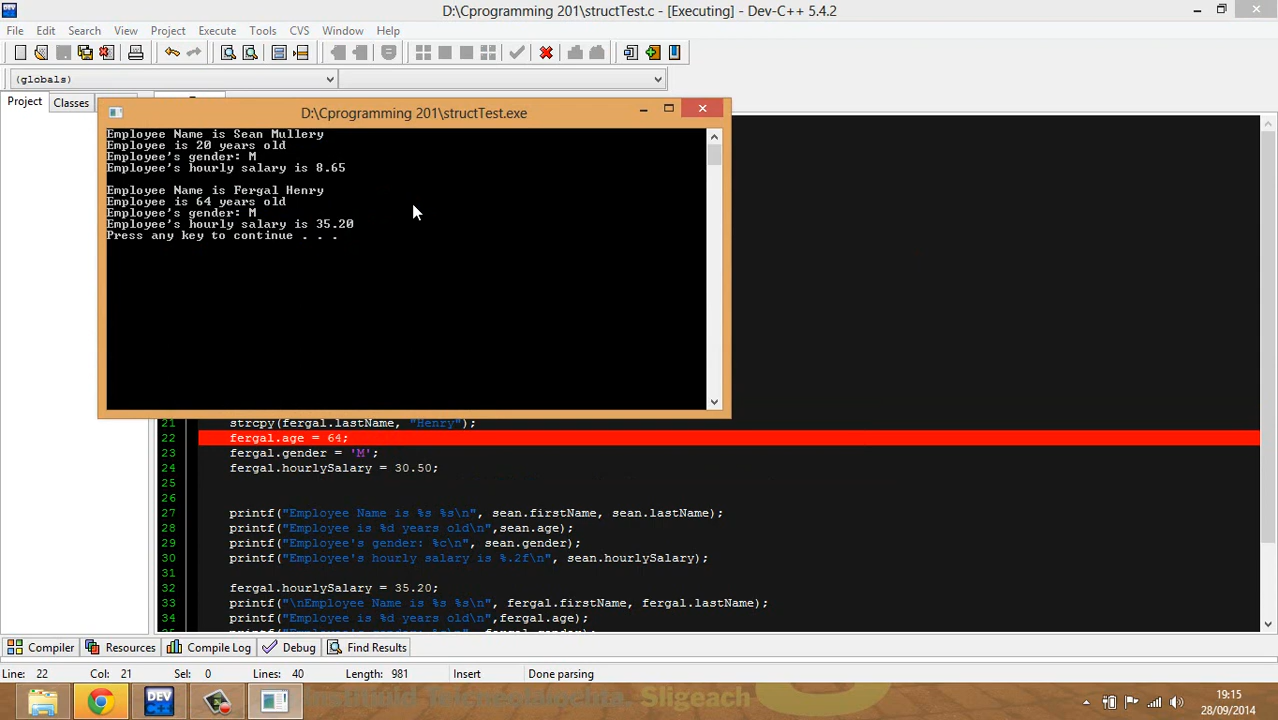 D:\Cprogramming 201\structTest.c - [Executing] - Dev-C++ 5.4.2
File Edit Search View Project Execute Tools CVS Window Help
(globals)
Project Classes
D:\Cprogramming 201\structTest.exe
Employee Name is Sean Mullery
Employee is 20 years old
Employee's gender: M
Employee's hourly salary is 8.65
Employee Name is Fergal Henry
Employee is 64 years old
Employee's gender: M
Employee's hourly salary is 35.20
Press any key to continue . . .
21 strcpy(fergal.lastName, "Henry");
22 fergal.age = 64;
23 fergal.gender = 'M';
24 fergal.hourlySalary = 30.50;
25
26
27 printf("Employee Name is %s %s\n", sean.firstName, sean.lastName);
28 printf("Employee is %d years old\n",sean.age);
29 printf("Employee's gender: %c\n", sean.gender);
30 printf("Employee's hourly salary is %.2f\n", sean.hourlySalary);
31
32 fergal.hourlySalary = 35.20;
33 printf("\nEmployee Name is %s %s\n", fergal.firstName, fergal.lastName);
34 printf("Employee is %d years old\n",fergal.age);
Compiler Resources Compile Log Debug Find Results
Line: 22 Col: 21 Sel: 0 Lines: 40 Length: 981 Insert Done parsing
DEV
Sligeach
19:15
28/09/2014